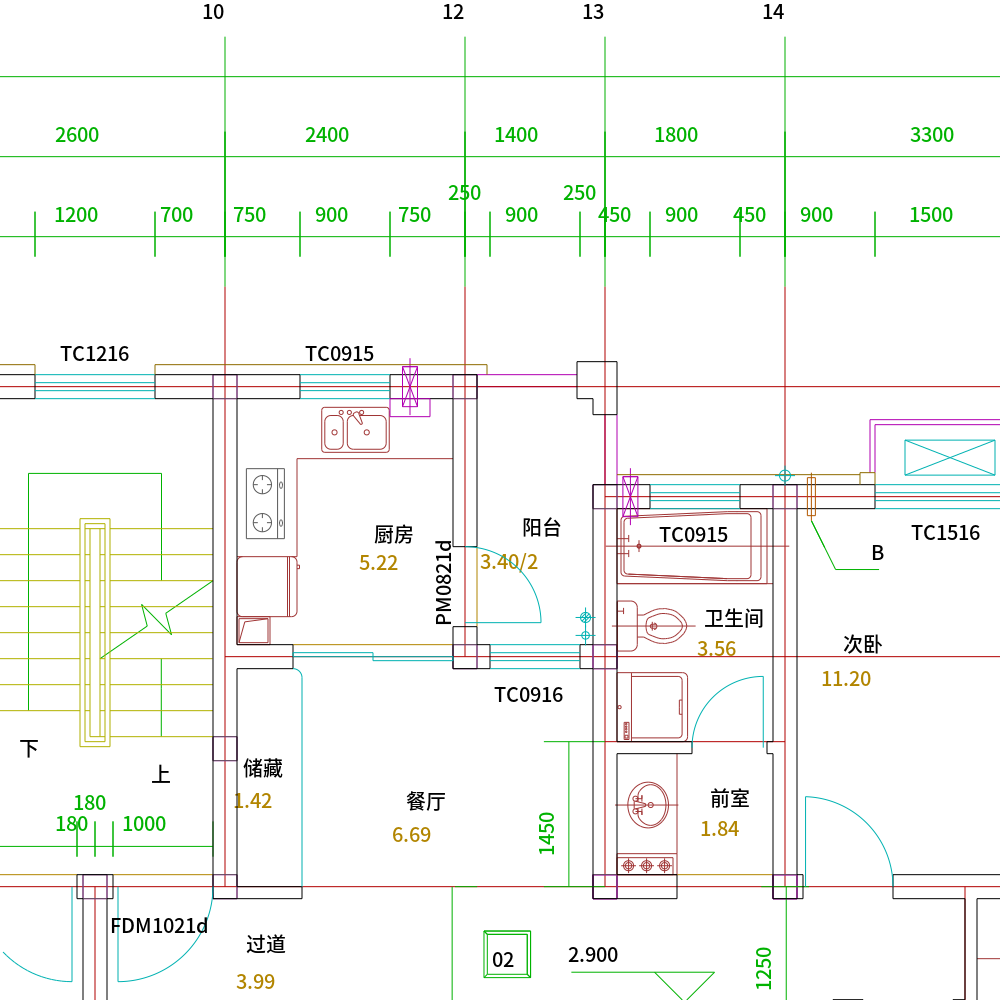 10 12 13 14
2600 2400 1400 1800 3300
250 250
1200 700 750 900 750 900 450 900 450 900 1500
TC1216 TC0915
厨房 阳台 TC0915 TC1516
5.22 3.40/2 B
PM0821d
卫生间
3.56 次卧
11.20
TC0916
下 上 储藏
180 1.42 餐厅 前室
180 1000 6.69 1450 1.84
FDM1021d
过道 02 2.900
3.99 1250